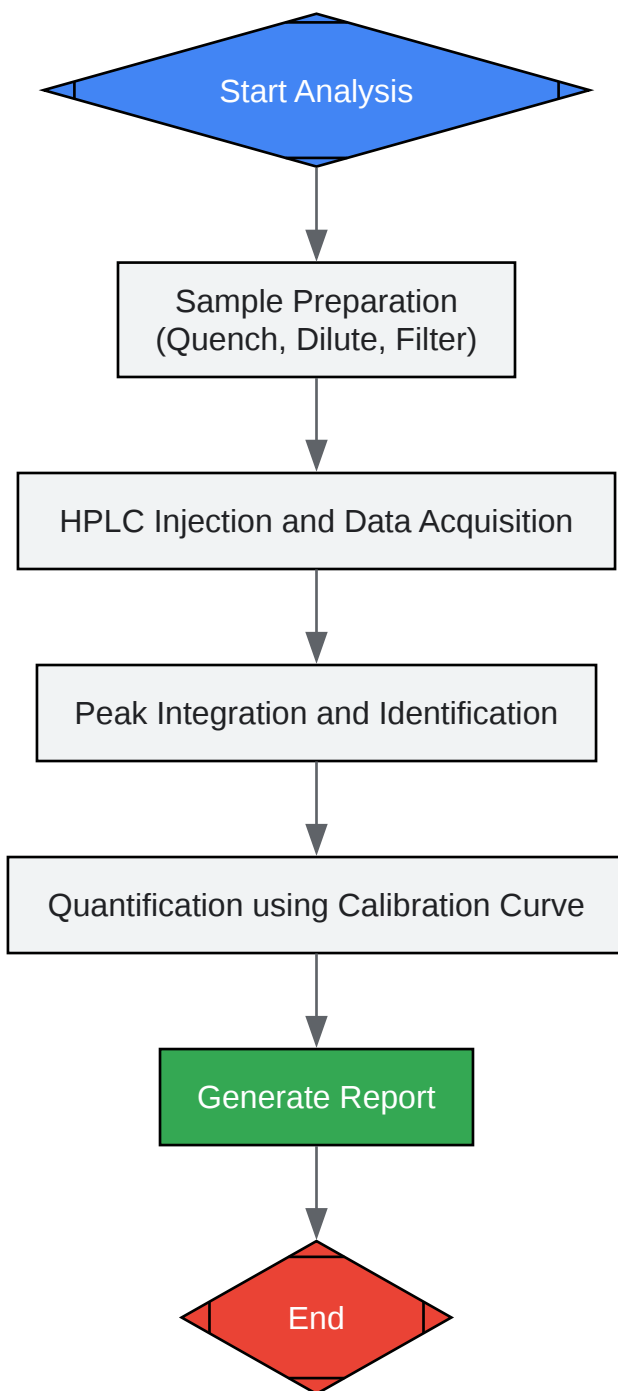 Start Analysis
Sample Preparation
(Quench, Dilute, Filter)
HPLC Injection and Data Acquisition
Peak Integration and Identification
Quantification using Calibration Curve
Generate Report
End